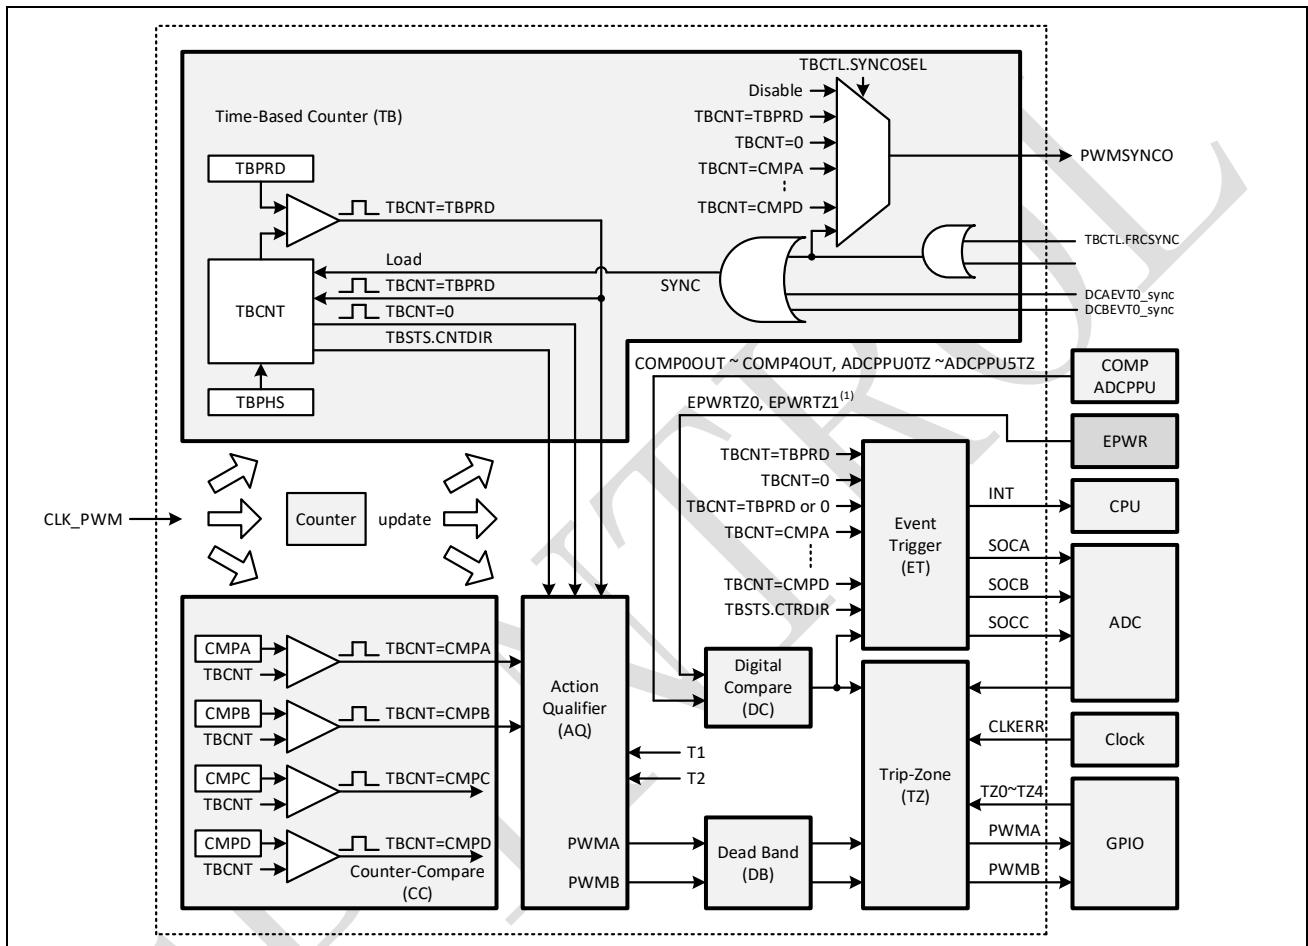 TBCTL.SYNCOSEL
Disable
Time-Based Counter (TB)
TBCNT=TBPRD
TBCNT=0
PWMSYNCO
TBPRD
TBCNT=CMPA
TBCNT=TBPRD
TBCNT=CMPD
TBCTL.FRCSYNC
Load
SYNC
TBCNT=TBPRD
DCAEVT0_sync
TBCNT
TBCNT=0
DCBEVT0_sync
TBSTS.CNTDIR
COMP0OUT ~ COMP4OUT, ADCPPU0TZ ~ADCPPU5TZ
COMP
ADCPPU
TBPHS
EPWRTZ0, EPWRTZ1(1)
EPWR
TBCNT=TBPRD
TBCNT=0
TBCNT=TBPRD or 0
TBCNT=CMPA
TBCNT=CMPD
TBSTS.CTRDIR
Event
Trigger
(ET)
INT
CPU
SOCA
SOCB
SOCC
ADC
CLK_PWM
Counter
update
CMPA
TBCNT
TBCNT=CMPA
CMPB
TBCNT
TBCNT=CMPB
CMPC
TBCNT
TBCNT=CMPC
CMPD
TBCNT
TBCNT=CMPD
Counter-Compare
(CC)
Action
Qualifier
(AQ)
T1
T2
PWMA
PWMB
Digital
Compare
(DC)
Dead Band
(DB)
Trip-Zone
(TZ)
CLKERR
Clock
TZ0~TZ4
PWMA
PWMB
GPIO